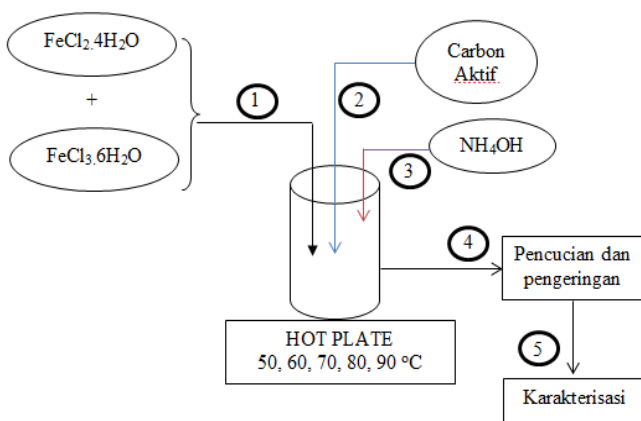 FeCl₂.4H₂O
+
FeCl₃.6H₂O
1
2
Carbon
Aktif
NH₄OH
3
4
Pencucian dan
pengeringan
HOT PLATE
50, 60, 70, 80, 90 °C
5
Karakterisasi